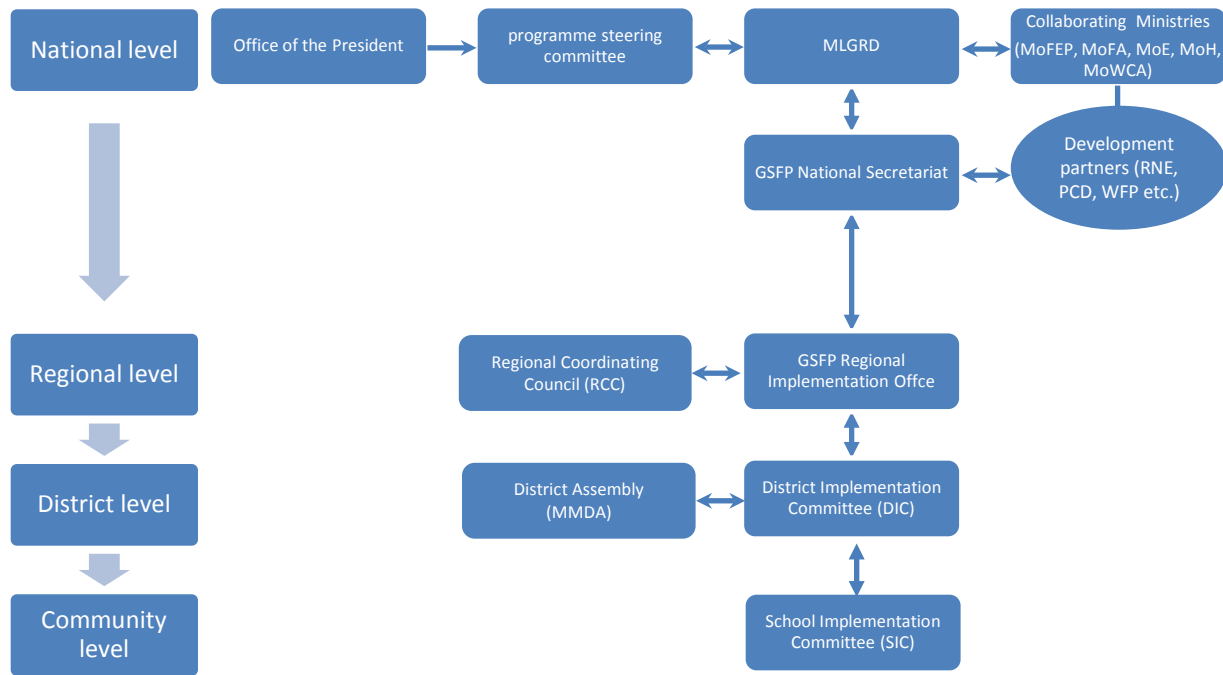 National level
Office of the President
programme steering
committee
MLGRD
Collaborating Ministries
(MoFEP, MoFA, MoE, MoH,
MoWCA)
GSFP National Secretariat
Development
partners (RNE,
PCD, WFP etc.)
Regional level
Regional Coordinating
Council (RCC)
GSFP Regional
Implementation Offce
District level
District Assembly
(MMDA)
District Implementation
Committee (DIC)
Community
level
School Implementation
Committee (SIC)